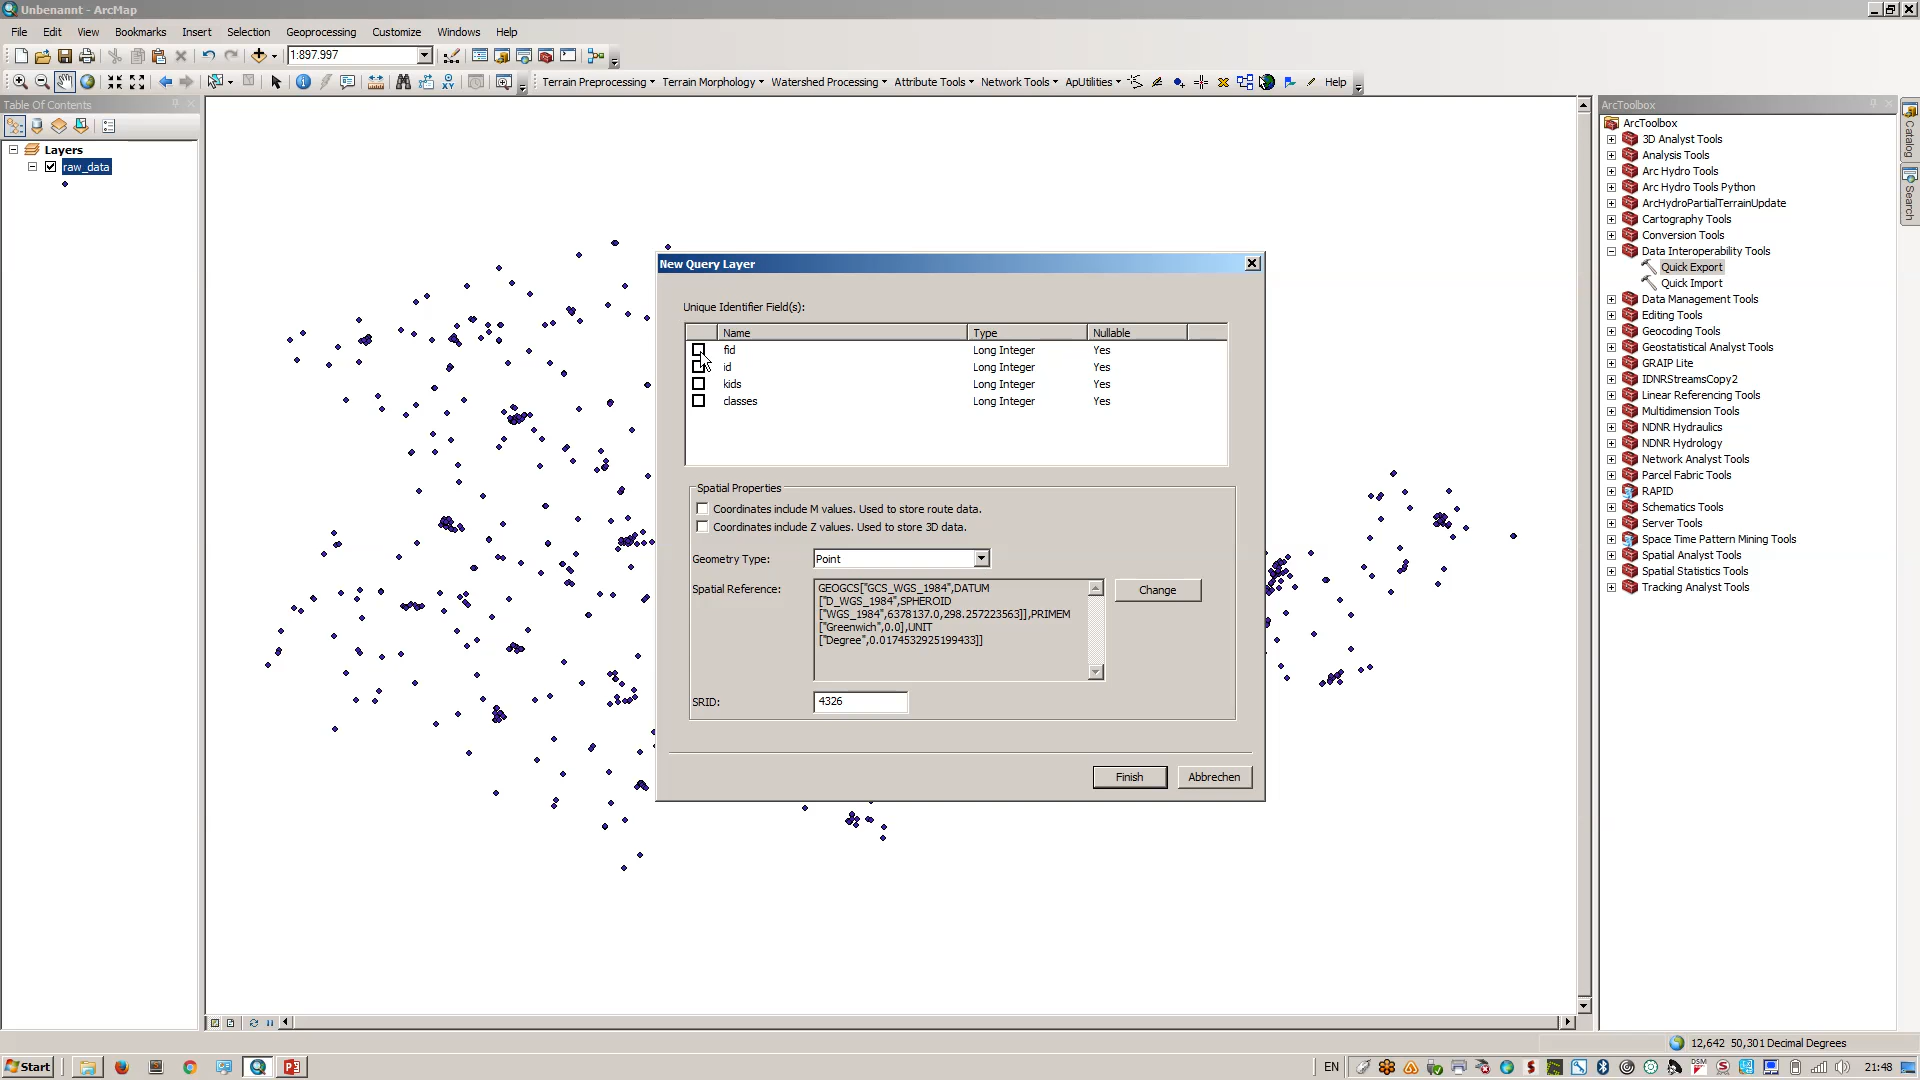 Unbenannt - ArcMap
File Edit View Bookmarks Insert Selection Geoprocessing Customize Windows Help
1:897.997
Terrain Preprocessing Terrain Morphology Watershed Processing Attribute Tools Network Tools ApUtilities Help
Table Of Contents
Layers
raw_data
New Query Layer
Unique Identifier Field(s):
Name Type Nullable
fid Long Integer Yes
id Long Integer Yes
kids Long Integer Yes
classes Long Integer Yes
Spatial Properties
Coordinates include M values. Used to store route data.
Coordinates include Z values. Used to store 3D data.
Geometry Type: Point
Spatial Reference:
GEOGCS["GCS_WGS_1984",DATUM
["D_WGS_1984",SPHEROID
["WGS_1984",6378137.0,298.257223563]],PRIMEM
["Greenwich",0.0],UNIT
["Degree",0.0174532925199433]]
Change
SRID: 4326
Finish Abbrechen
ArcToolbox
ArcToolbox
3D Analyst Tools
Analysis Tools
Arc Hydro Tools
Arc Hydro Tools Python
ArcHydroPartialTerrainUpdate
Cartography Tools
Conversion Tools
Data Interoperability Tools
Quick Export
Quick Import
Data Management Tools
Editing Tools
Geocoding Tools
Geostatistical Analyst Tools
GRAIP Lite
IDNRStreamsCopy2
Linear Referencing Tools
Multidimension Tools
NDNR Hydraulics
NDNR Hydrology
Network Analyst Tools
Parcel Fabric Tools
RAPID
Schematics Tools
Server Tools
Space Time Pattern Mining Tools
Spatial Analyst Tools
Spatial Statistics Tools
Tracking Analyst Tools
Catalog
Search
12,642 50,301 Decimal Degrees
Start
EN
21:48